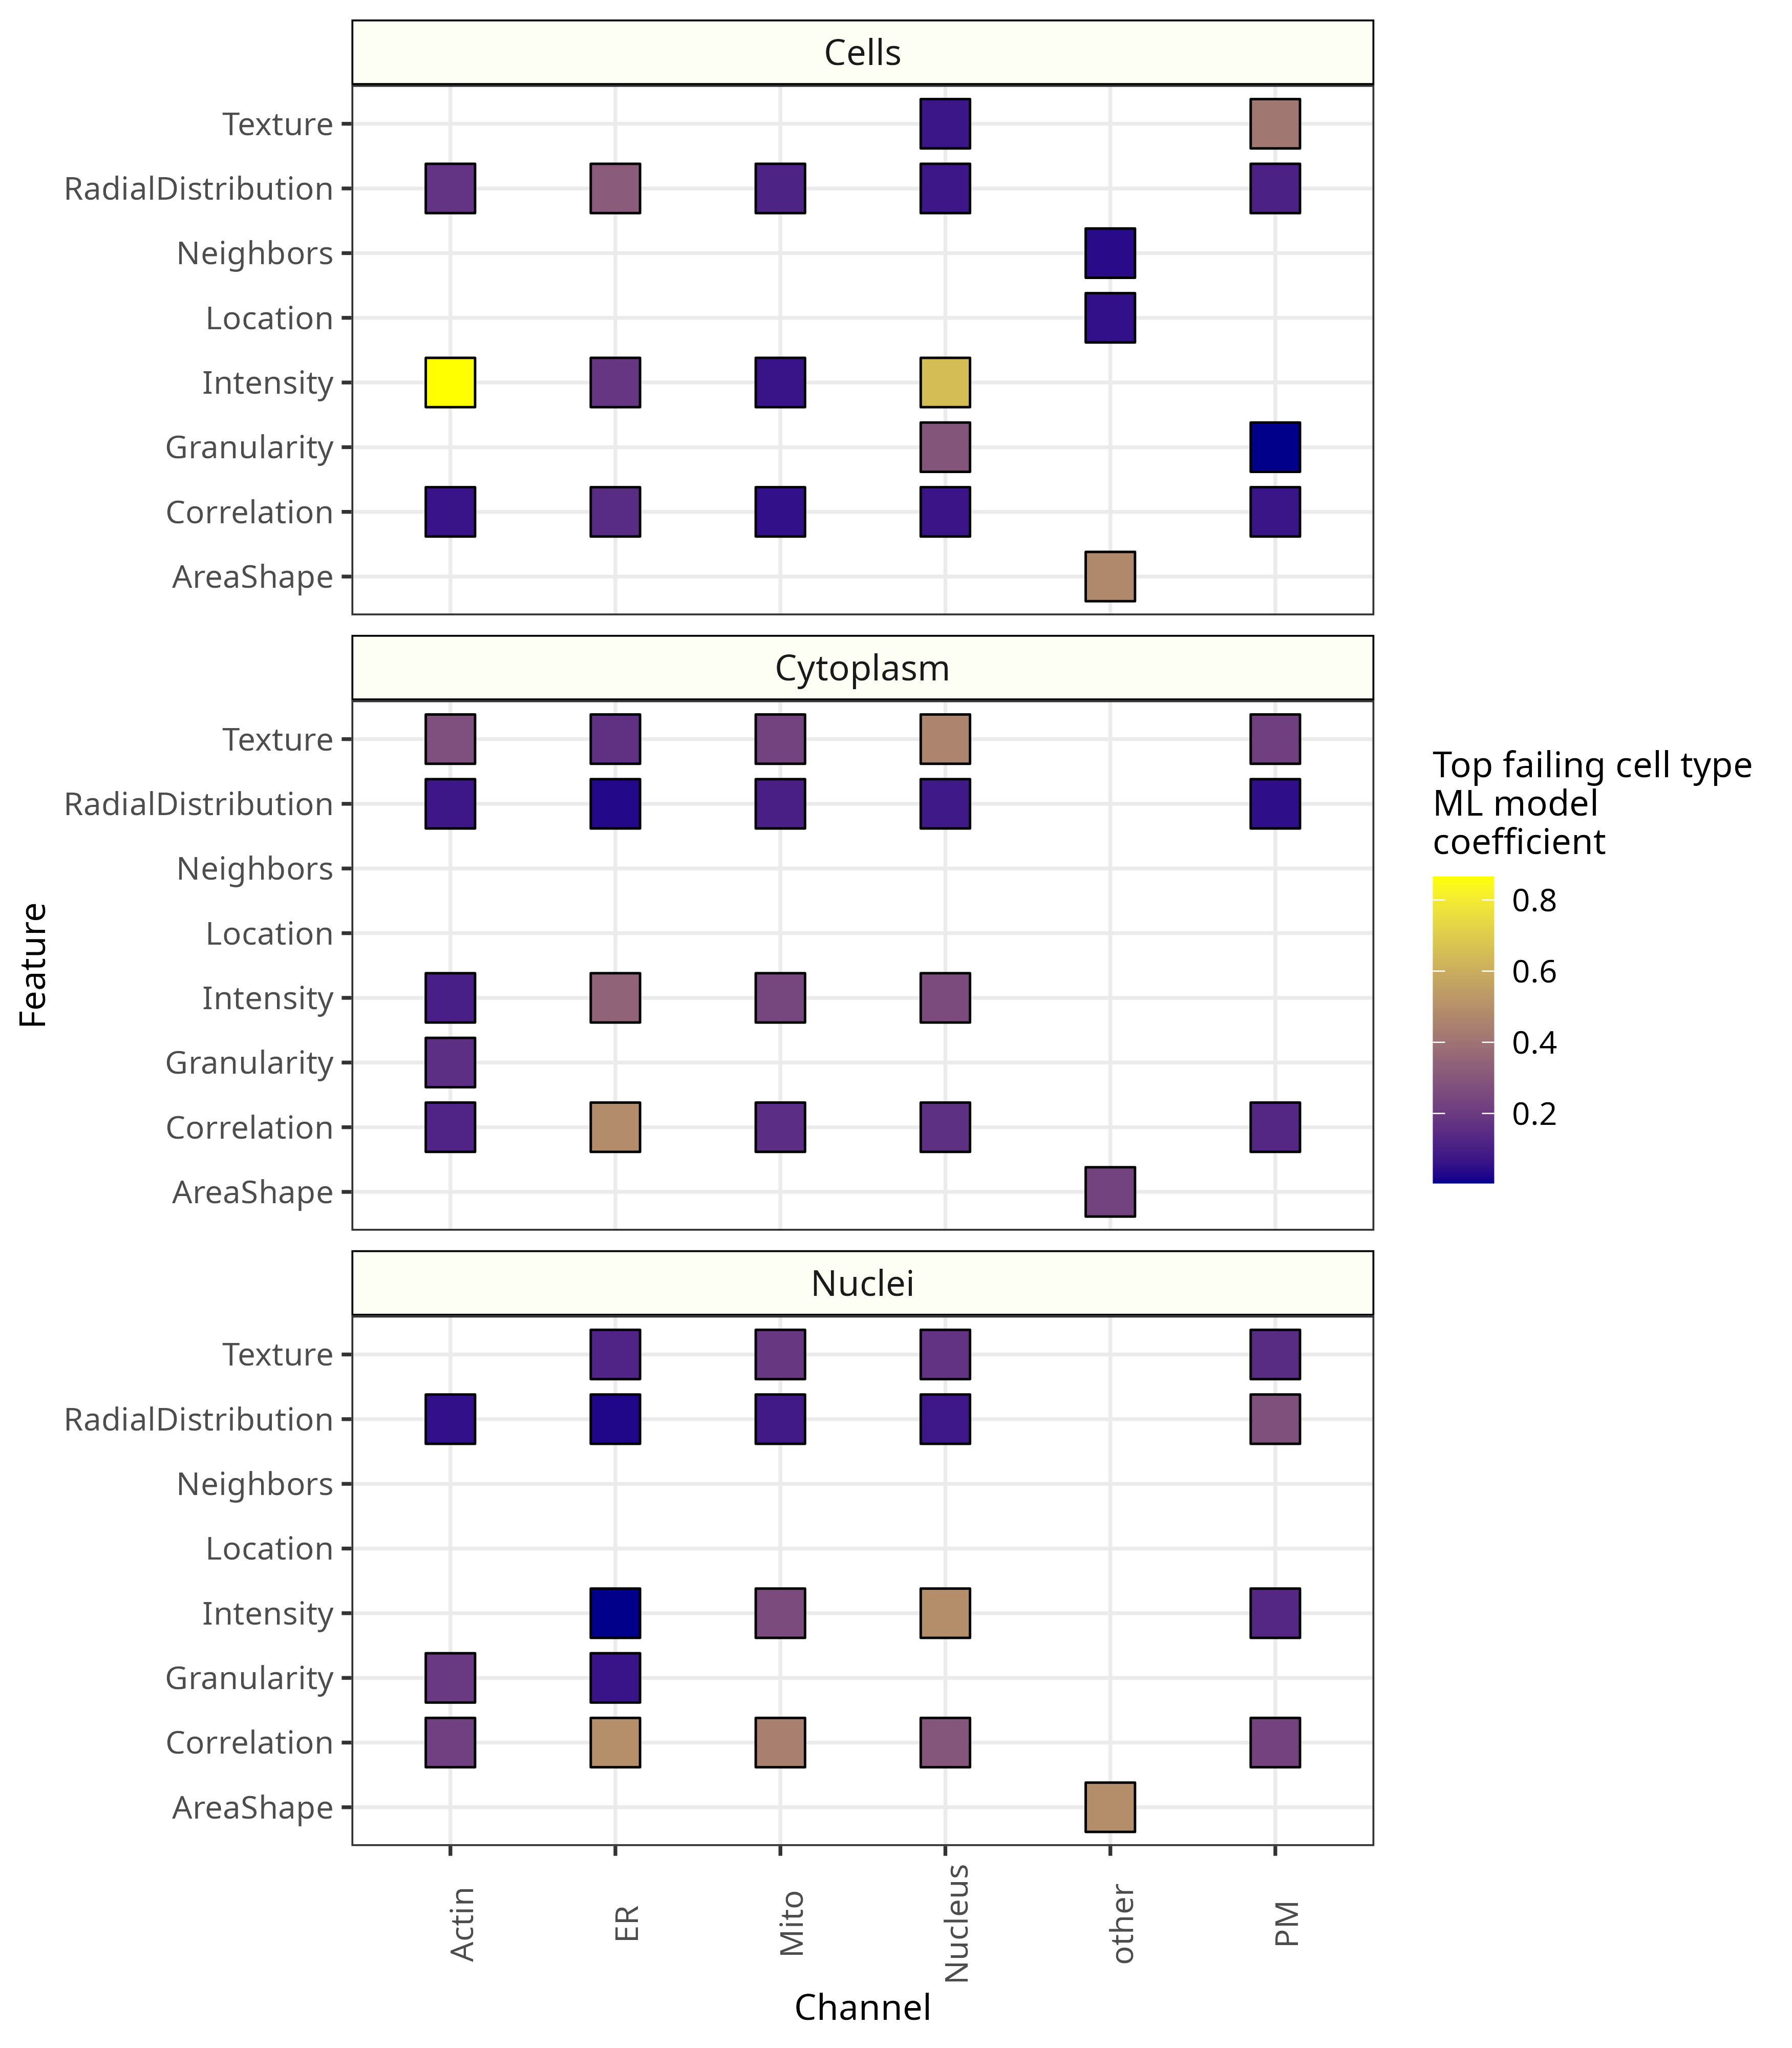 Cells
Texture
RadialDistribution
Neighbors
Location
Intensity
Granularity
Correlation
AreaShape
Cytoplasm
Texture
RadialDistribution
Neighbors
Location
Intensity
Granularity
Correlation
AreaShape
Nuclei
Texture
RadialDistribution
Neighbors
Location
Intensity
Granularity
Correlation
AreaShape
Feature
Actin
ER
Mito
Nucleus
other
PM
Channel
Top failing cell type
ML model
coefficient
0.8
0.6
0.4
0.2